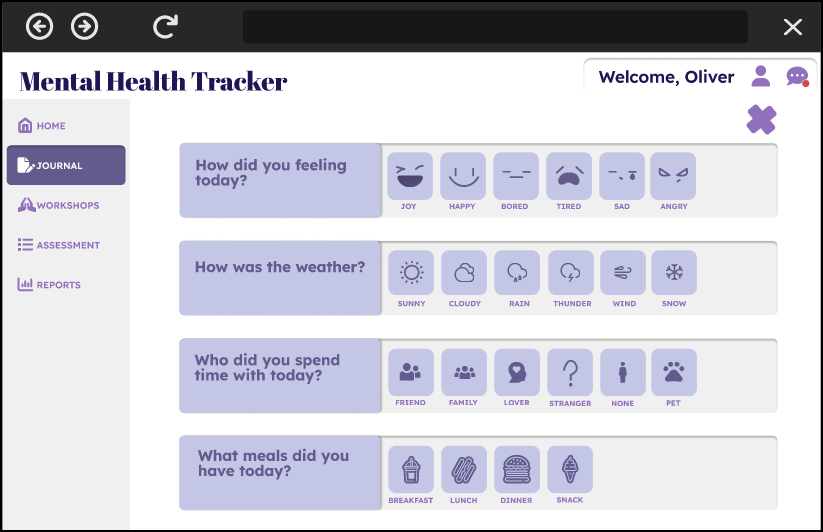 Mental Health Tracker
Welcome, Oliver
HOME
JOURNAL
WORKSHOPS
ASSESSMENT
REPORTS
How did you feeling
today?
JOY HAPPY BORED TIRED SAD ANGRY
How was the weather?
SUNNY CLOUDY RAIN THUNDER WIND SNOW
Who did you spend
time with today?
FRIEND FAMILY LOVER STRANGER NONE PET
What meals did you
have today?
BREAKFAST LUNCH DINNER SNACK